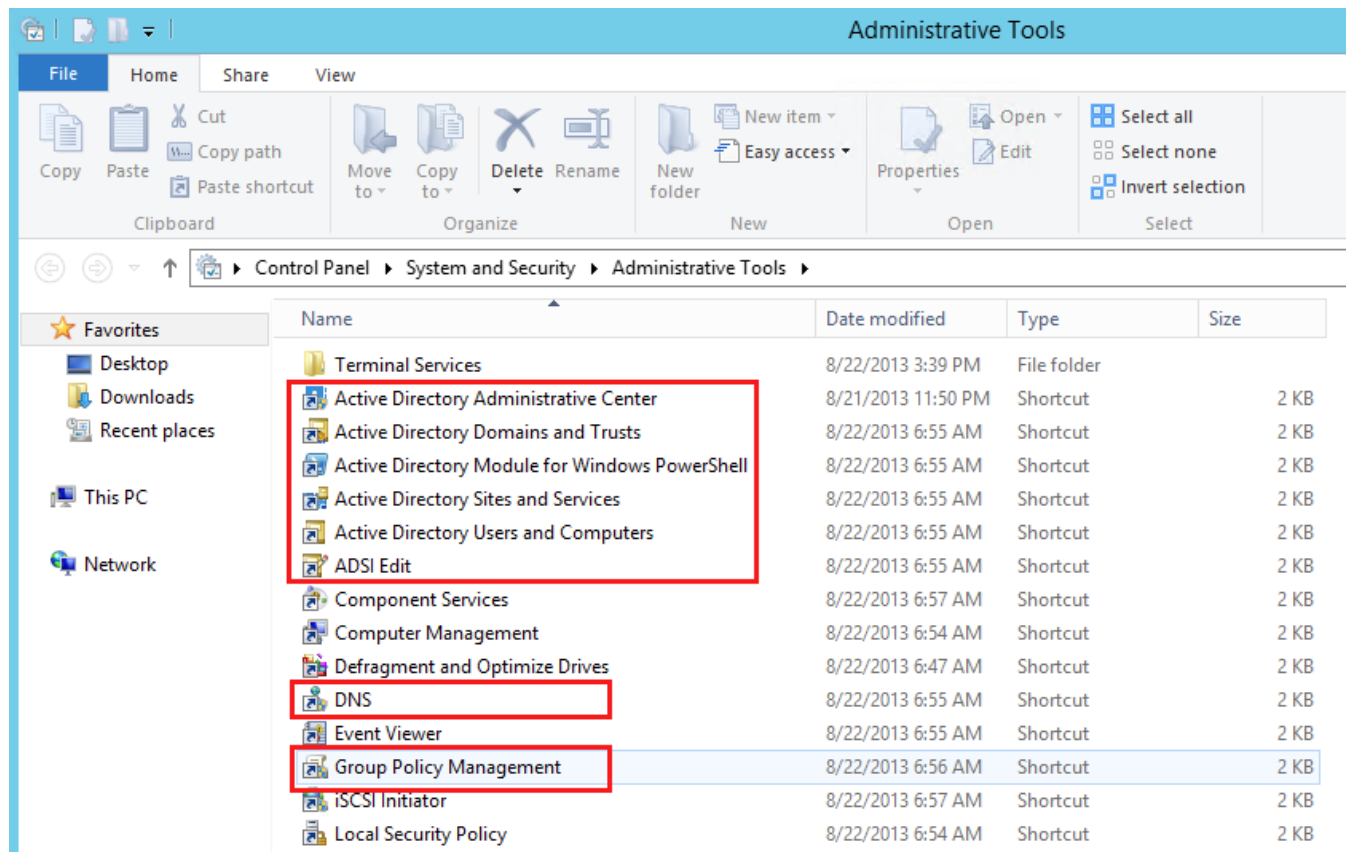 Administrative Tools
File Home Share View
Copy Paste Cut Copy path Paste shortcut Move to Copy to Delete Rename New folder New item Easy access Properties Open Edit Select all Select none Invert selection
Clipboard Organize New Open Select
Control Panel System and Security Administrative Tools
Favorites
Desktop
Downloads
Recent places
This PC
Network
Name Date modified Type Size
Terminal Services 8/22/2013 3:39 PM File folder
Active Directory Administrative Center 8/21/2013 11:50 PM Shortcut 2 KB
Active Directory Domains and Trusts 8/22/2013 6:55 AM Shortcut 2 KB
Active Directory Module for Windows PowerShell 8/22/2013 6:55 AM Shortcut 2 KB
Active Directory Sites and Services 8/22/2013 6:55 AM Shortcut 2 KB
Active Directory Users and Computers 8/22/2013 6:55 AM Shortcut 2 KB
ADSI Edit 8/22/2013 6:55 AM Shortcut 2 KB
Component Services 8/22/2013 6:57 AM Shortcut 2 KB
Computer Management 8/22/2013 6:54 AM Shortcut 2 KB
Defragment and Optimize Drives 8/22/2013 6:47 AM Shortcut 2 KB
DNS 8/22/2013 6:55 AM Shortcut 2 KB
Event Viewer 8/22/2013 6:55 AM Shortcut 2 KB
Group Policy Management 8/22/2013 6:56 AM Shortcut 2 KB
iSCSI Initiator 8/22/2013 6:57 AM Shortcut 2 KB
Local Security Policy 8/22/2013 6:54 AM Shortcut 2 KB